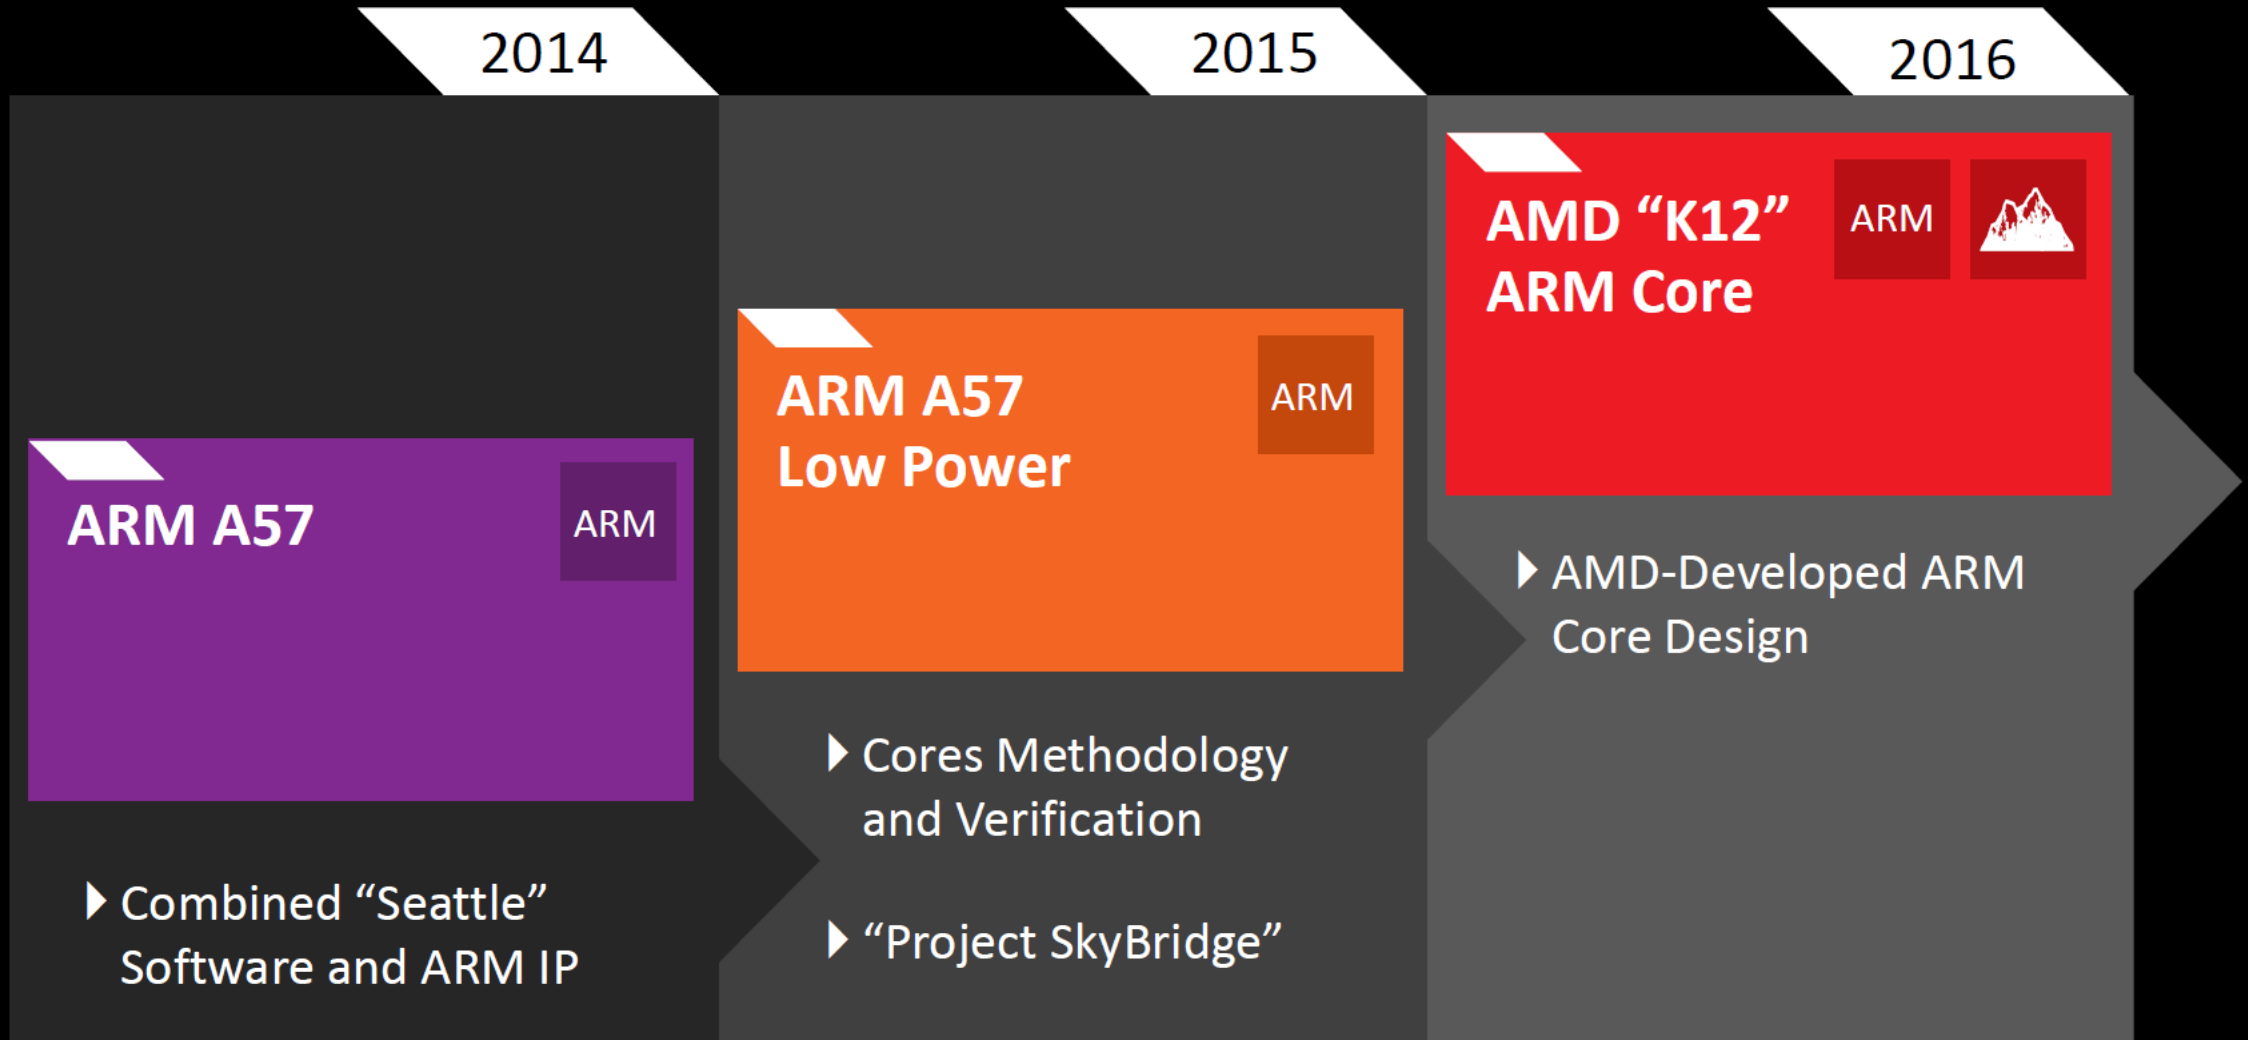 2014
ARM A57
ARM
Combined “Seattle”
Software and ARM IP
2015
ARM A57
Low Power
ARM
Cores Methodology
and Verification
“Project SkyBridge”
2016
AMD “K12”
ARM Core
ARM
AMD-Developed ARM
Core Design